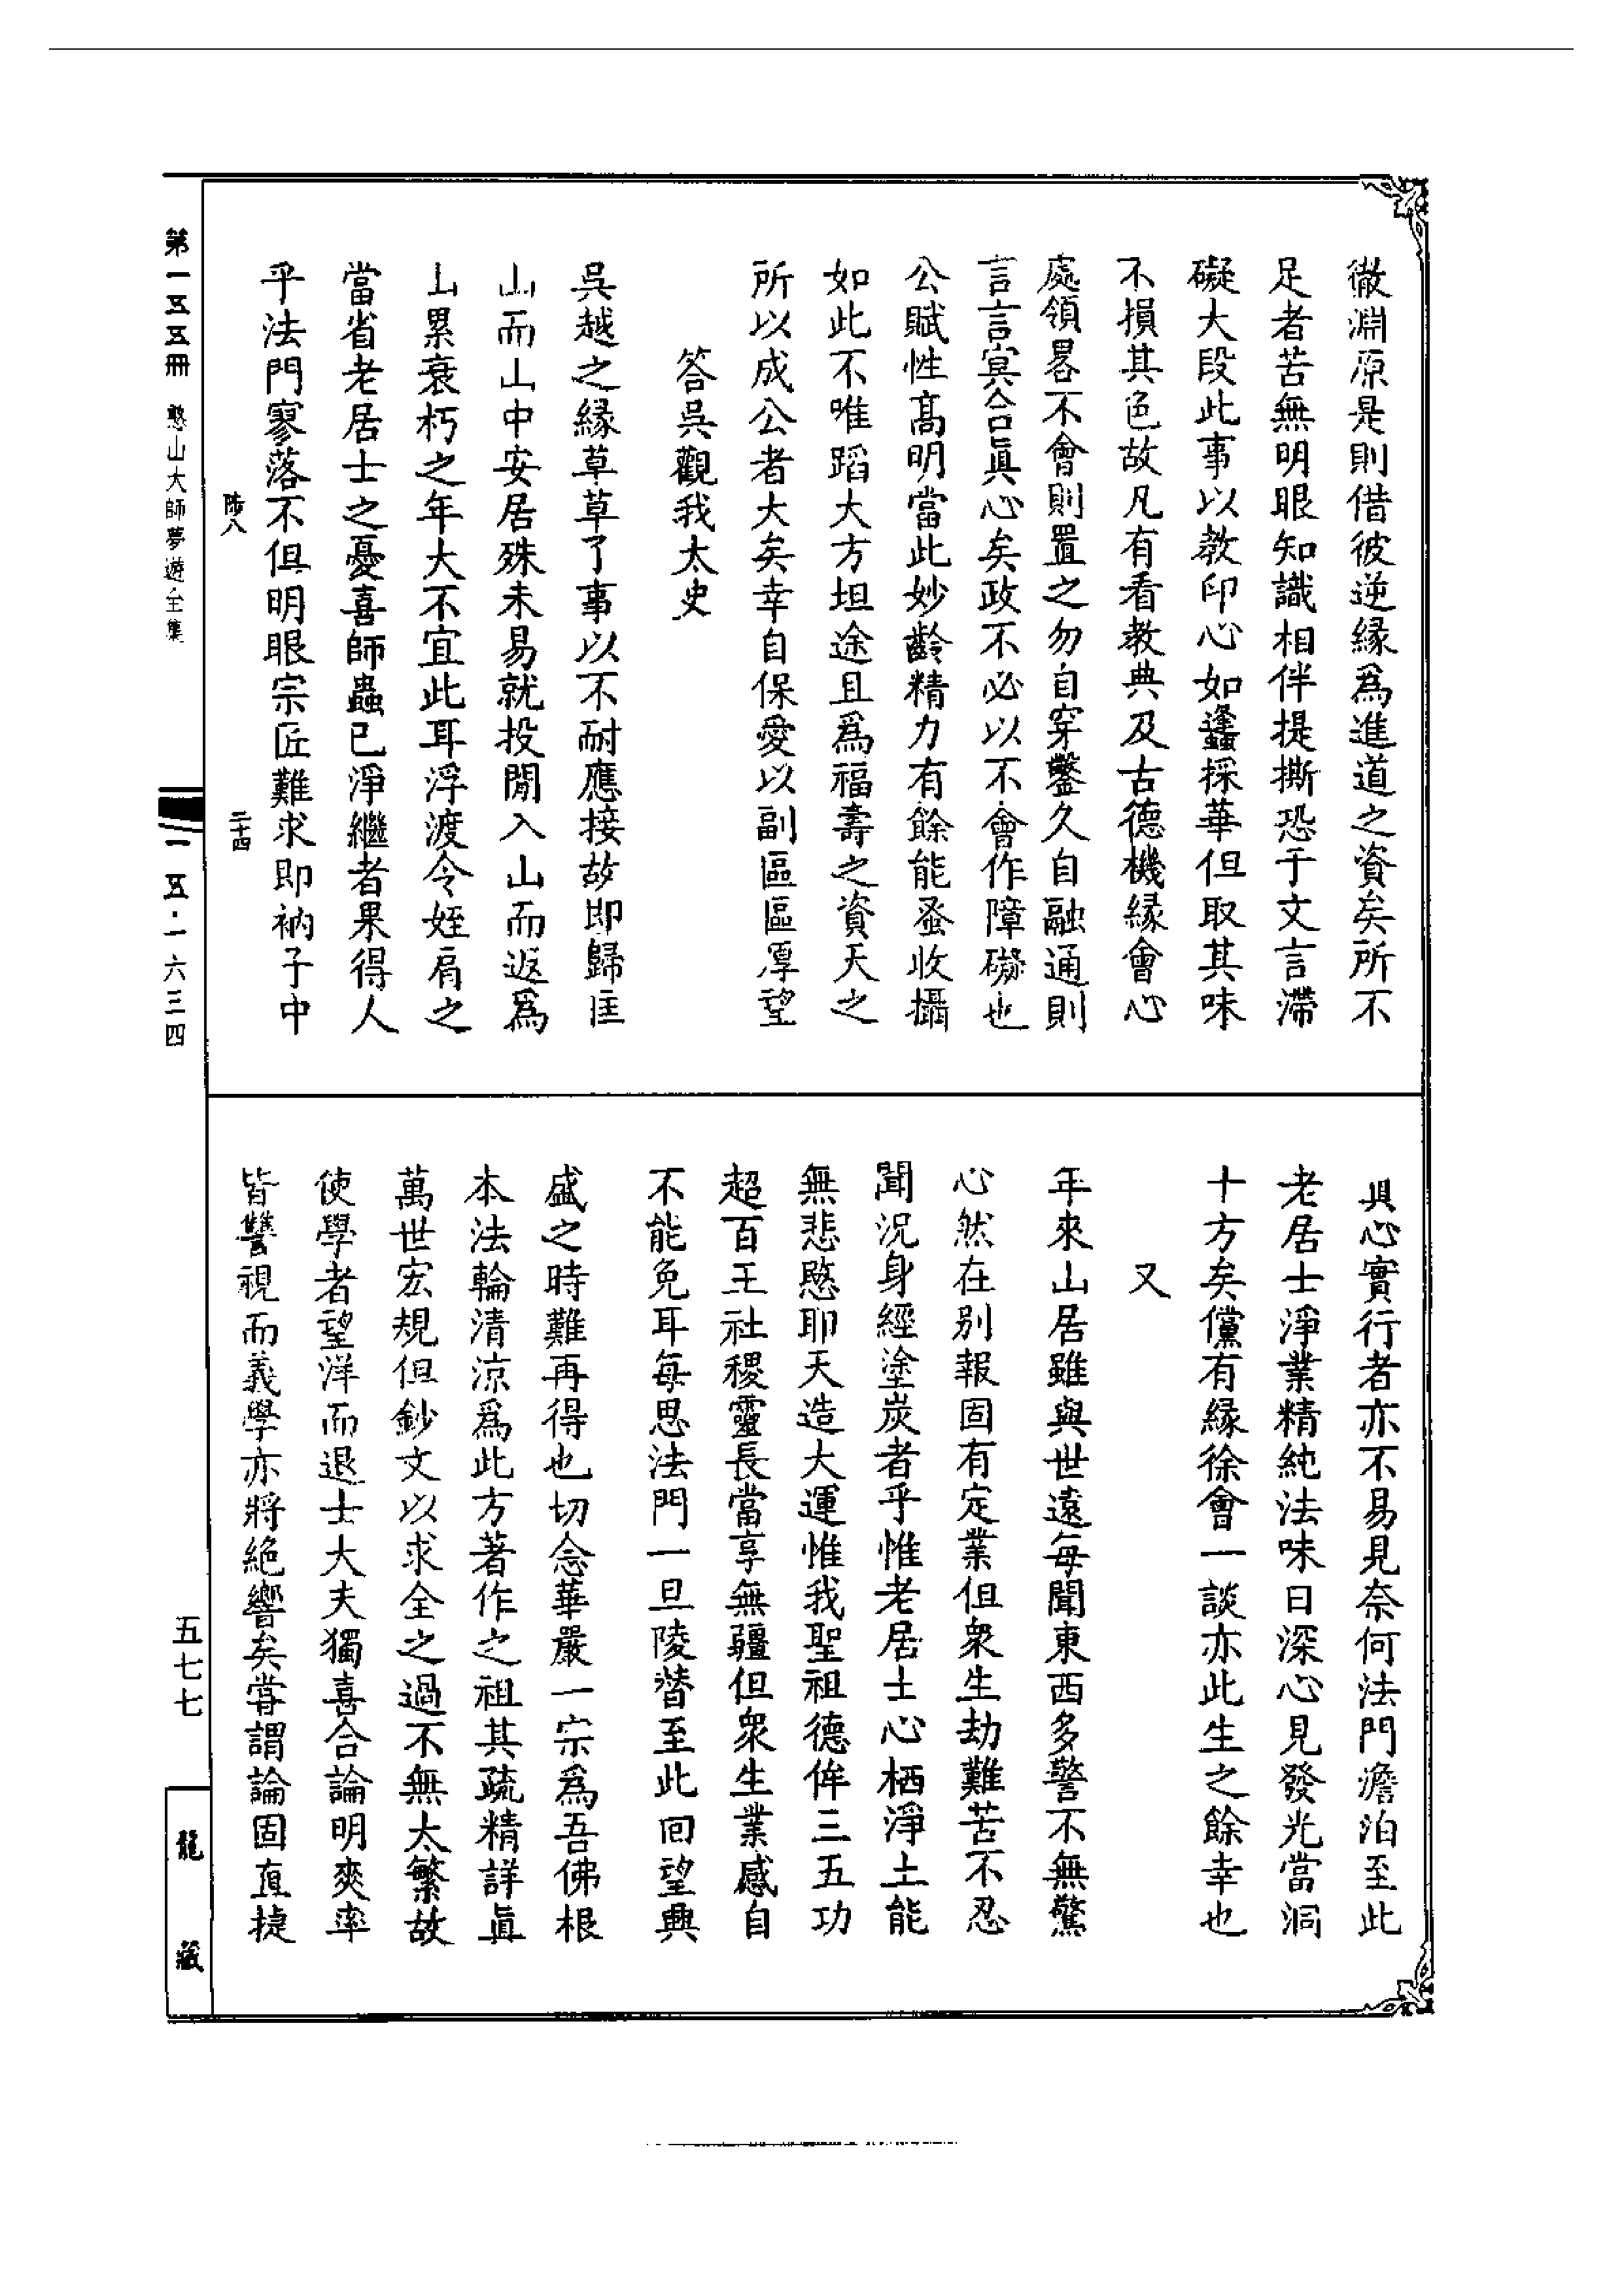 徹淵原是則借彼逆緣為進道之資矣所不
足者苦無明眼知識相伴提撕恐于文言滯
礙大段此事以教印心如蠭採華但取其味
不損其色故凡有看教典及古德機緣會心
處領畧不會則置之勿自穿鑿久自融通則
言言宾合眞心矣政不必以不會作障礙也
公賦性髙明當此妙齡精力有餘能蚤收攝
如此不唯蹈大方坦途且爲福壽之資天之
所以成公者大矣幸自保愛以副區區厚望
答吳觀我太史
吳越之緣草草了事以不耐應接故即歸匡
山而山中安居殊未易就投閒入山而返爲
山累衰朽之年大不宜此耳浮渡令姪肩之
當省老居士之憂喜師蟲已淨繼者果得人
乎法門寥落不但明眼宗匠難求即衲子中
陪八
二十四
具心實行者亦不易見奈何法門澹泊至此
老居士淨業精純法味日深心見發光當洞
十方矣儻有緣徐會一談亦此生之餘幸也
又
年來山居雖與世遠每聞東西多警不無驚
心然在别報固有定業但衆生劫難苦不忍
聞況身經塗炭者乎惟老居士心栖淨土能
無悲愍耶天造大運惟我聖祖德侔三五功
超百王社稷靈長當享無疆但衆生業感自
不能免耳每思法門一旦陵替至此回望典
盛之時難再得也切念華嚴一宗爲吾佛根
本法輪清涼爲此方著作之祖其疏精詳眞
萬世宏規但鈔文以求全之過不無太繁故
使學者望洋而退士大夫獨喜合論明爽率
皆讐視而義學亦將絶響矣甞謂論固直捷
第一五五冊 憨山大師夢遊全集
一五·一六三四
五七七
龍藏